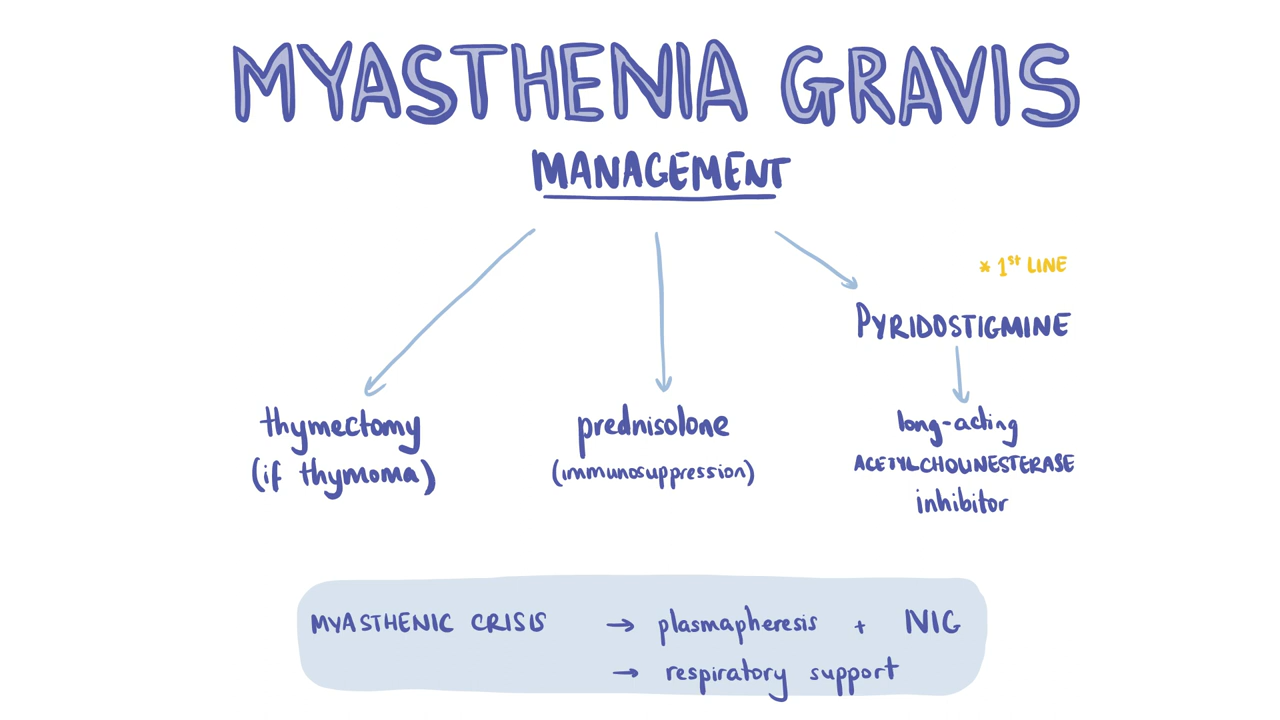 MYASTHENIA GRAVIS
MANAGEMENT
* 1st LINE
PYRIDOSTIGMINE
thymectomy
(if thymoma)
prednisolone
(immunosuppression)
long-acting
ACETYLCHOLINESTERASE
inhibitor
MYASTHENIC CRISIS → plasmapheresis + IVIG
→ respiratory support